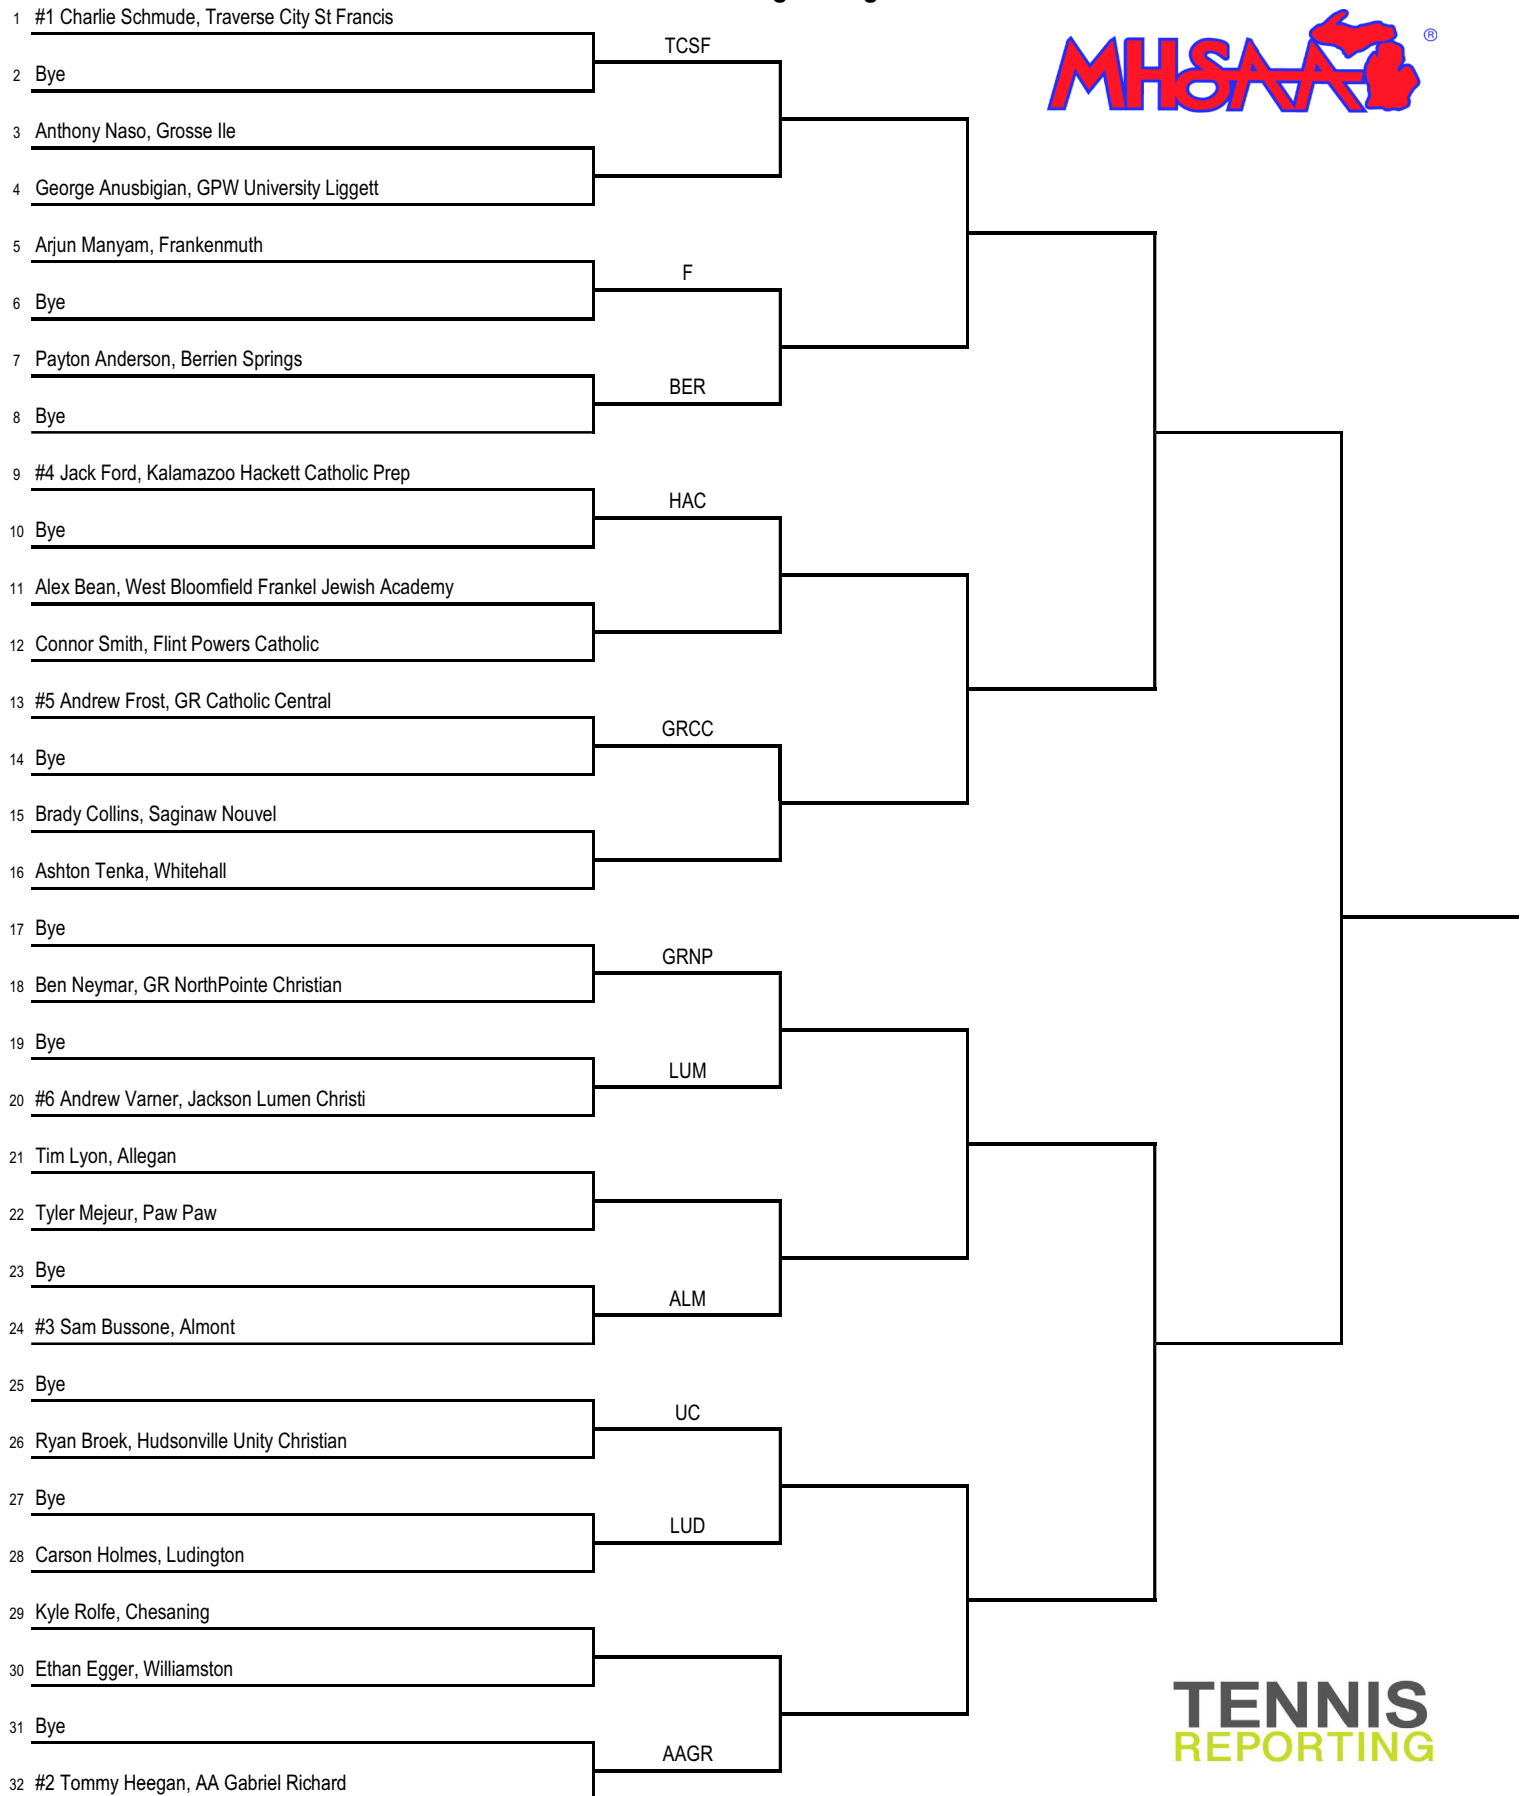 1 #1 Charlie Schmude, Traverse City St Francis
TCSF
2 Bye
3 Anthony Naso, Grosse Ile
4 George Anusbigian, GPW University Liggett
5 Arjun Manyam, Frankenmuth
F
6 Bye
7 Payton Anderson, Berrien Springs
BER
8 Bye
9 #4 Jack Ford, Kalamazoo Hackett Catholic Prep
HAC
10 Bye
11 Alex Bean, West Bloomfield Frankel Jewish Academy
12 Connor Smith, Flint Powers Catholic
13 #5 Andrew Frost, GR Catholic Central
GRCC
14 Bye
15 Brady Collins, Saginaw Nouvel
16 Ashton Tenka, Whitehall
17 Bye
GRNP
18 Ben Neymar, GR NorthPointe Christian
19 Bye
LUM
20 #6 Andrew Varner, Jackson Lumen Christi
21 Tim Lyon, Allegan
22 Tyler Mejeur, Paw Paw
23 Bye
ALM
24 #3 Sam Bussone, Almont
25 Bye
UC
26 Ryan Broek, Hudsonville Unity Christian
27 Bye
LUD
28 Carson Holmes, Ludington
29 Kyle Rolfe, Chesaning
30 Ethan Egger, Williamston
31 Bye
AAGR
32 #2 Tommy Heegan, AA Gabriel Richard
MHSAA ®
TENNIS
REPORTING